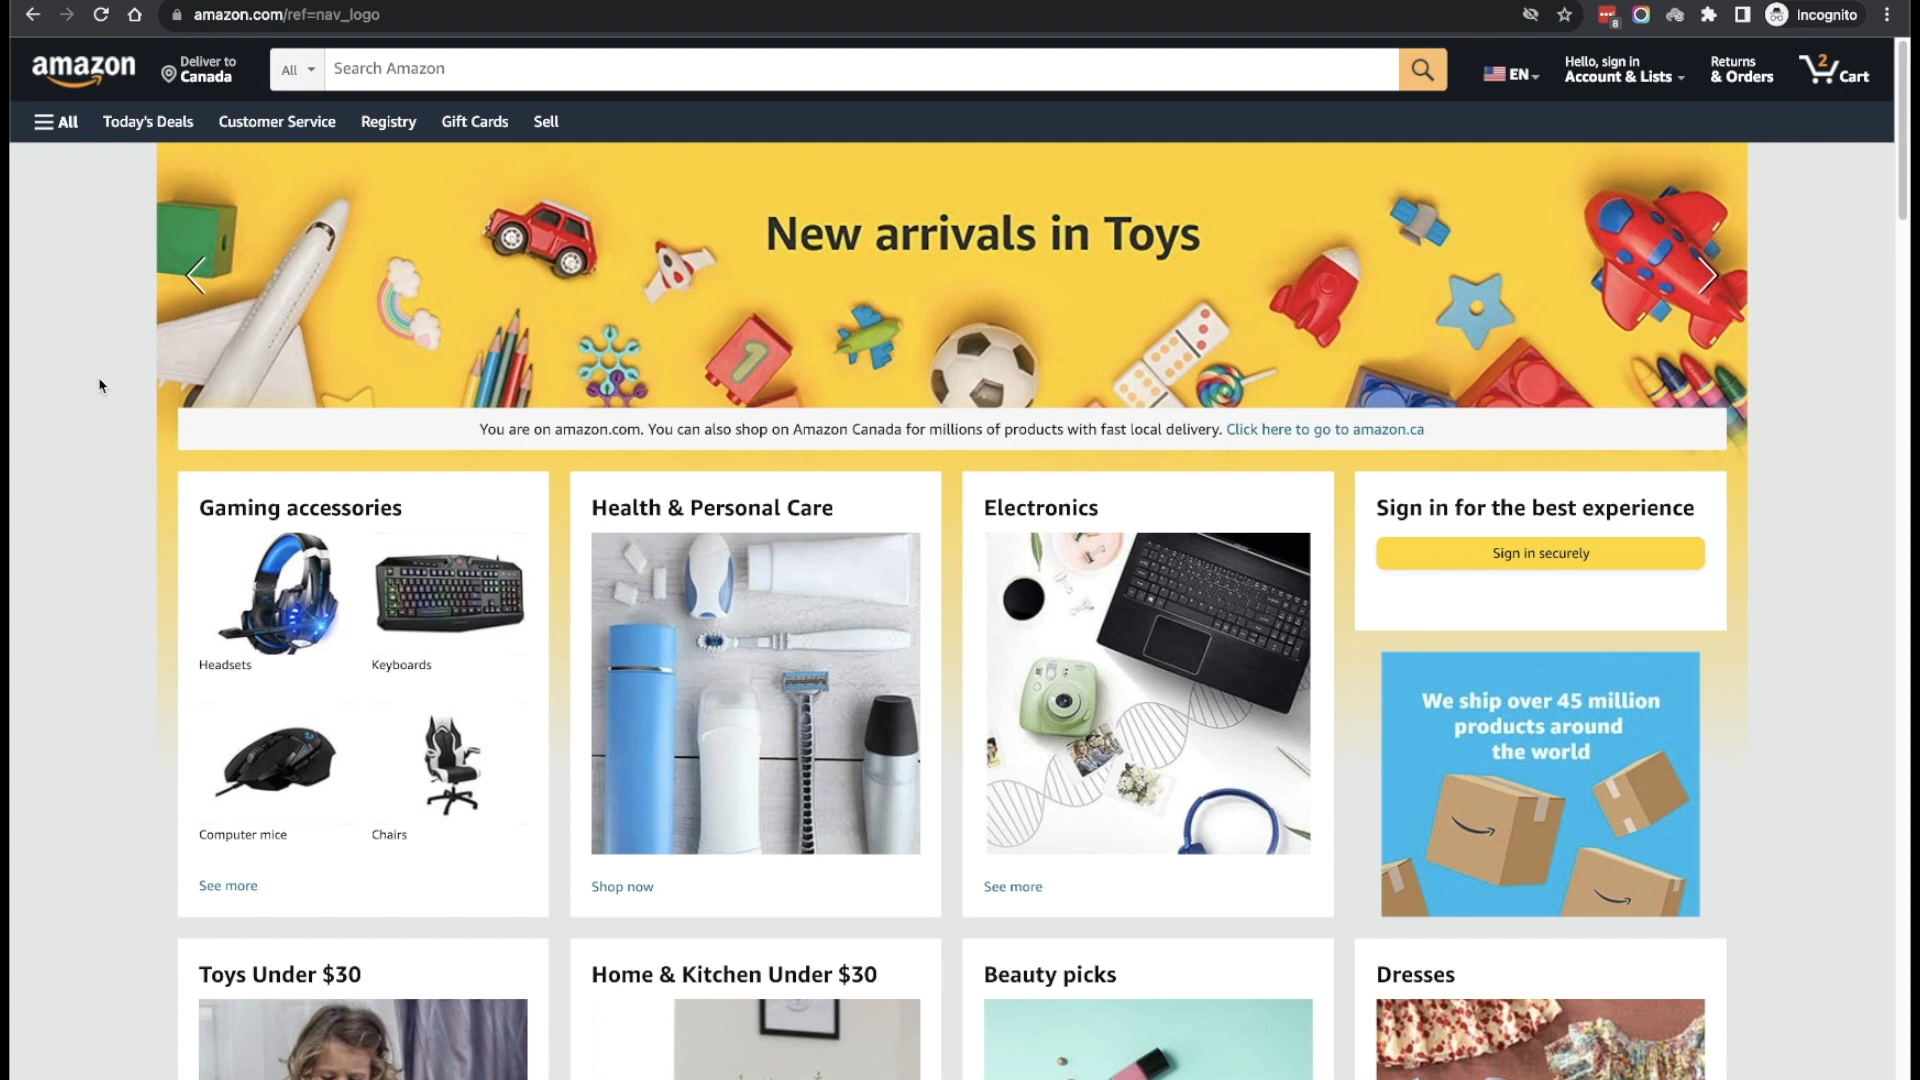 amazon.com/ref=nav_logo
8
Incognito
amazon
Deliver to
Canada
All
Search Amazon
EN
Hello, sign in
Account & Lists
Returns
& Orders
2
Cart
All
Today's Deals
Customer Service
Registry
Gift Cards
Sell
New arrivals in Toys
1
You are on amazon.com. You can also shop on Amazon Canada for millions of products with fast local delivery. Click here to go to amazon.ca
Gaming accessories
Headsets
Keyboards
Computer mice
Chairs
See more
Health & Personal Care
Shop now
Electronics
See more
Sign in for the best experience
Sign in securely
We ship over 45 million
products around
the world
Toys Under $30
Home & Kitchen Under $30
Beauty picks
Dresses